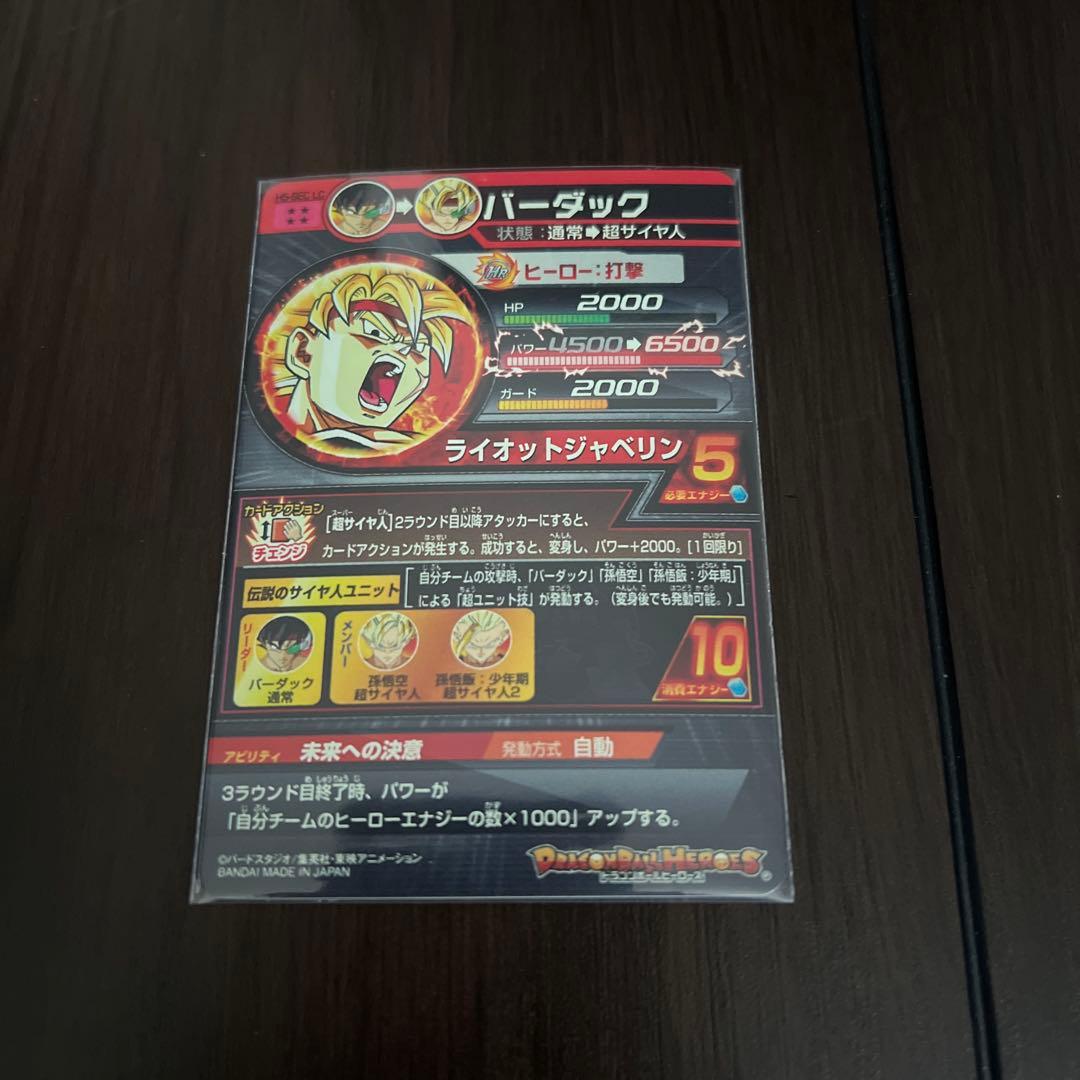 H5-SEC LC
バーダック
状態：通常➡超サイヤ人
HR ヒーロー：打撃
HP 2000
パワー 4500➡6500
ガード 2000
ライオットジャベリン 5
必要エナジー
カードアクション
チェンジ
[超サイヤ人]2ラウンド目以降アタッカーにすると、
カードアクションが発生する。成功すると、変身し、パワー+2000。[1回限り]
伝説のサイヤ人ユニット
自分チームの攻撃時、「バーダック」「孫悟空」「孫悟飯：少年期」
による「超ユニット技」が発動する。（変身後でも発動可能。）
リーダー
バーダック
通常
メンバー
孫悟空
超サイヤ人
孫悟飯：少年期
超サイヤ人2
10
消費エナジー
アビリティ 未来への決意 発動方式 自動
3ラウンド目終了時、パワーが
「自分チームのヒーローエナジーの数×1000」アップする。
©バードスタジオ/集英社・東映アニメーション
BANDAI MADE IN JAPAN
DRAGONBALL HEROES
ドラゴンボールヒーローズ